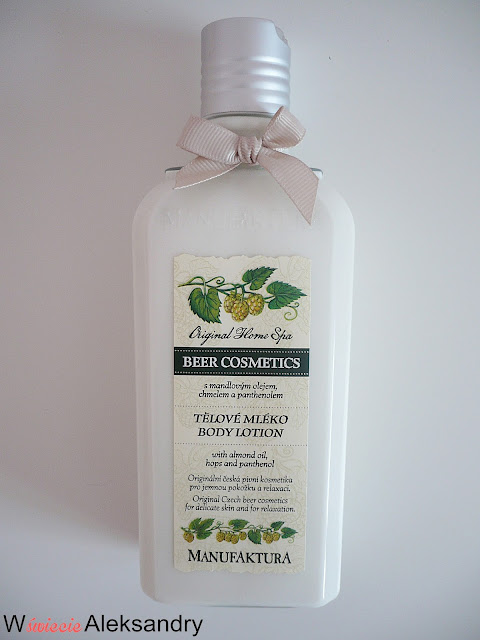 MANUFAKTURA
Original Home Spa
BEER COSMETICS
s mandlovým olejem,
chmelem a panthenolem
TĚLOVÉ MLÉKO
BODY LOTION
with almond oil,
hops and panthenol
Originální česká pivní kosmetika
pro jemnou pokožku a relaxaci.
Original Czech beer cosmetics
for delicate skin and for relaxation.
MANUFAKTURA
W świecie Aleksandry